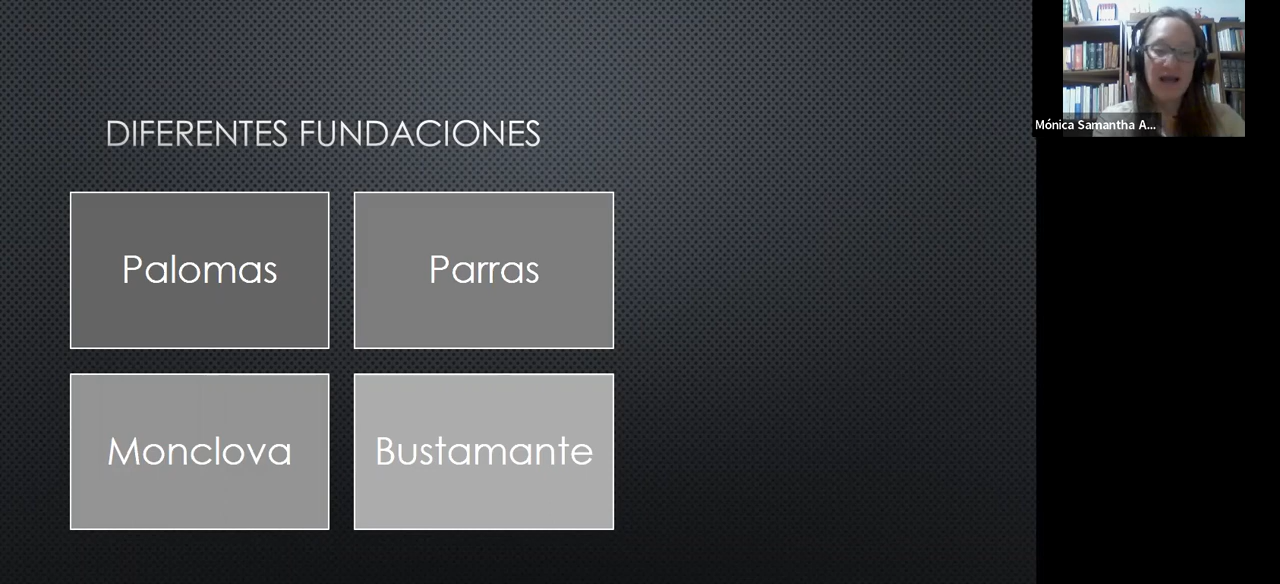 DIFERENTES FUNDACIONES
Palomas
Parras
Monclova
Bustamante
Mónica Samantha A...